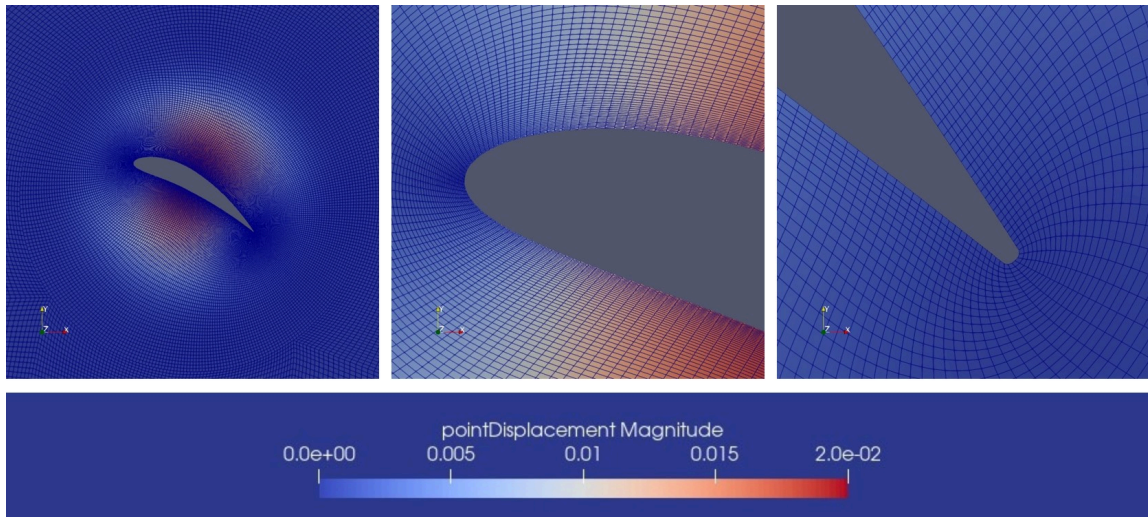 Y
Z X
Y
Z X
Y
Z X
pointDisplacement Magnitude
0.0e+00 0.005 0.01 0.015 2.0e-02